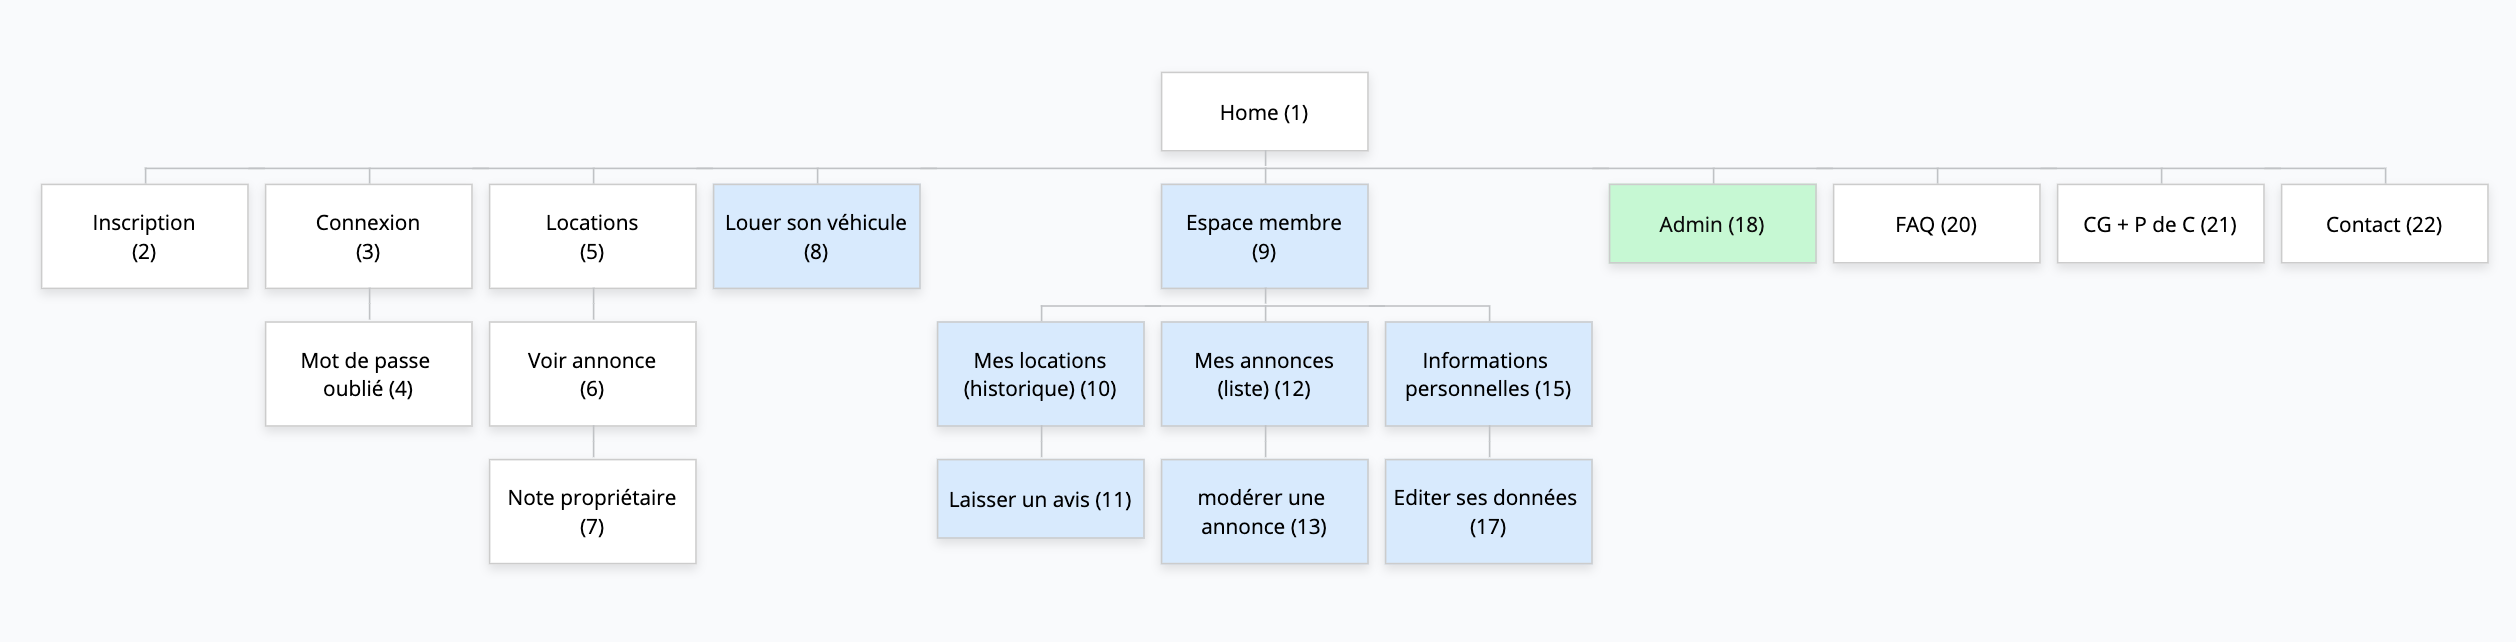 Home (1)
Inscription
(2)
Connexion
(3)
Locations
(5)
Louer son véhicule
(8)
Espace membre
(9)
Admin (18)
FAQ (20)
CG + P de C (21)
Contact (22)
Mot de passe
oublié (4)
Voir annonce
(6)
Mes locations
(historique) (10)
Mes annonces
(liste) (12)
Informations
personnelles (15)
Note propriétaire
(7)
Laisser un avis (11)
modérer une
annonce (13)
Editer ses données
(17)